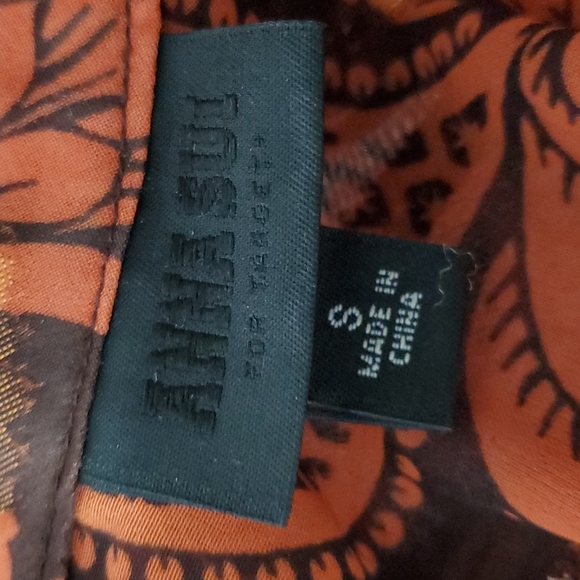 ANNA SUI
FOR TARGET
S
MADE IN
CHINA